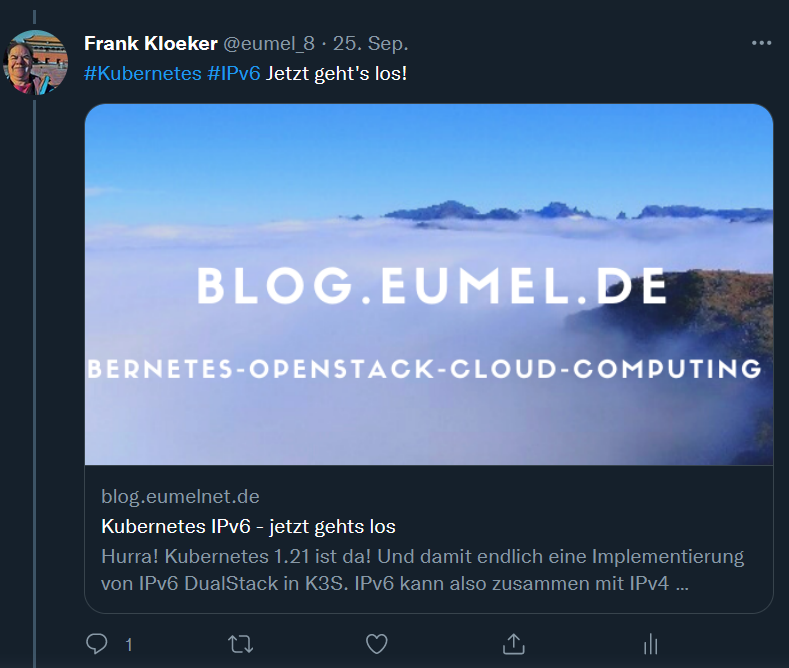 Frank Kloeker @eumel_8 · 25. Sep.
#Kubernetes #IPv6 Jetzt geht's los!
BLOG.EUMEL.DE
BERNETES-OPENSTACK-CLOUD-COMPUTING
blog.eumelnet.de
Kubernetes IPv6 - jetzt gehts los
Hurra! Kubernetes 1.21 ist da! Und damit endlich eine Implementierung
von IPv6 DualStack in K3S. IPv6 kann also zusammen mit IPv4 ...
1